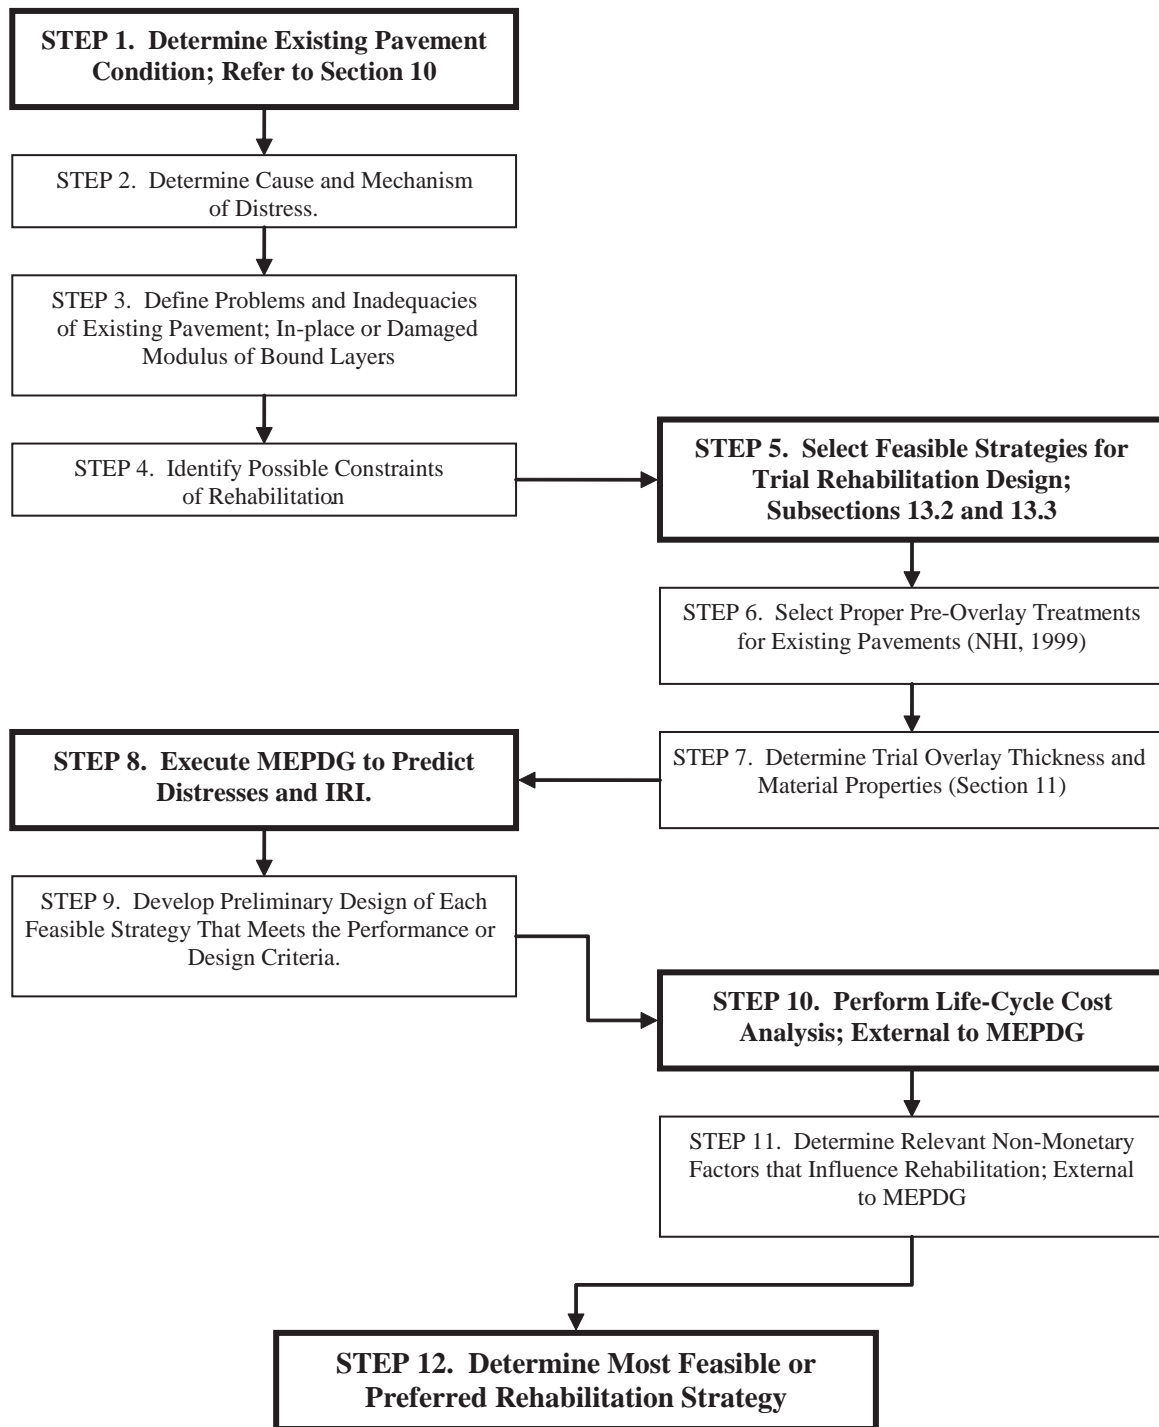 STEP 1. Determine Existing Pavement
Condition; Refer to Section 10
STEP 2. Determine Cause and Mechanism
of Distress.
STEP 3. Define Problems and Inadequacies
of Existing Pavement; In-place or Damaged
Modulus of Bound Layers
STEP 4. Identify Possible Constraints
of Rehabilitation.
STEP 5. Select Feasible Strategies for
Trial Rehabilitation Design;
Subsections 13.2 and 13.3
STEP 6. Select Proper Pre-Overlay Treatments
for Existing Pavements (NHI, 1999)
STEP 7. Determine Trial Overlay Thickness and
Material Properties (Section 11)
STEP 8. Execute MEPDG to Predict
Distresses and IRI.
STEP 9. Develop Preliminary Design of Each
Feasible Strategy That Meets the Performance or
Design Criteria.
STEP 10. Perform Life-Cycle Cost
Analysis; External to MEPDG
STEP 11. Determine Relevant Non-Monetary
Factors that Influence Rehabilitation; External
to MEPDG
STEP 12. Determine Most Feasible or
Preferred Rehabilitation Strategy